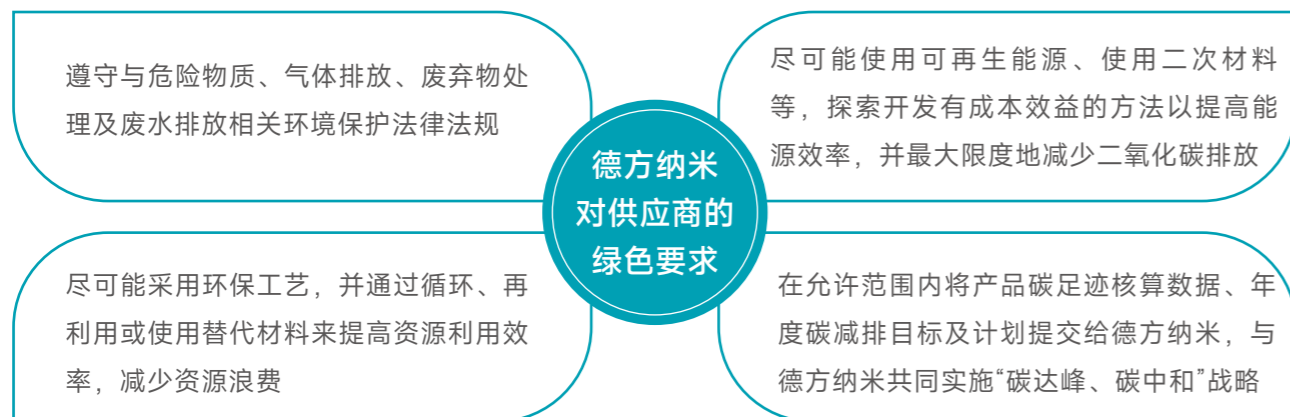 遵守与危险物质、气体排放、废弃物处
理及废水排放相关环境保护法律法规
尽可能使用可再生能源、使用二次材料
等，探索开发有成本效益的方法以提高能
源效率，并最大限度地减少二氧化碳排放
德方纳米
对供应商的
绿色要求
尽可能采用环保工艺，并通过循环、再
利用或使用替代材料来提高资源利用效
率，减少资源浪费
在允许范围内将产品碳足迹核算数据、年
度碳减排目标及计划提交给德方纳米，与
德方纳米共同实施“碳达峰、碳中和”战略